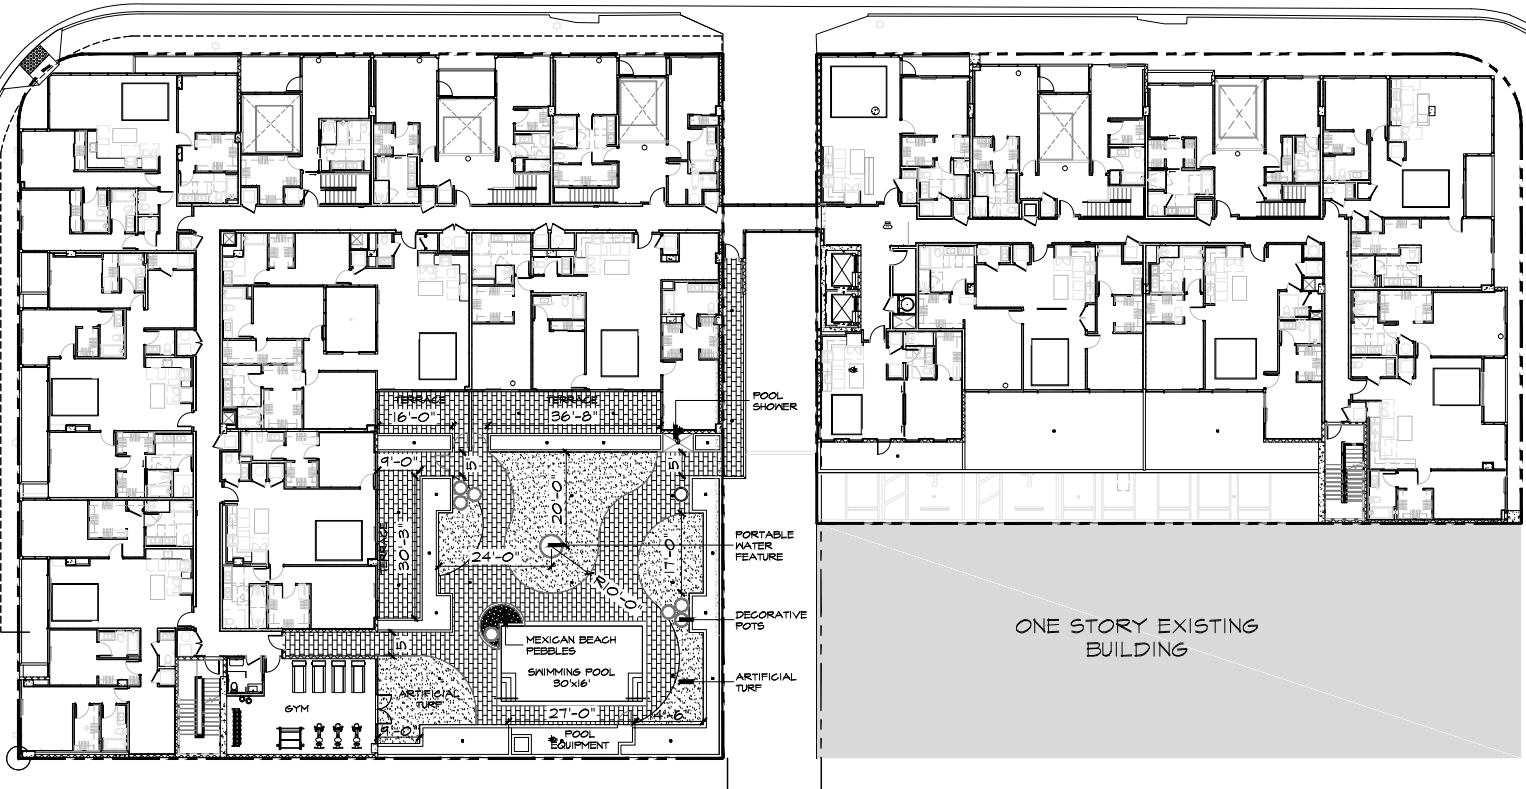 TERRACE
16'-0"
TERRACE
36'-8"
POOL
SHOWER
9'-0"
5'
5'
20'-0
PORTABLE
WATER
FEATURE
TERRACE
30'-3"
24'-0
17'-0"
R10'-0"
DECORATIVE
POTS
MEXICAN BEACH
PEBBLES
SWIMMING POOL
30'x16'
5'
ARTIFICIAL
TURF
ARTIFICIAL
TURF
GYM
27'-0"
14'-6"
9'-0"
POOL
EQUIPMENT
ONE STORY EXISTING
BUILDING